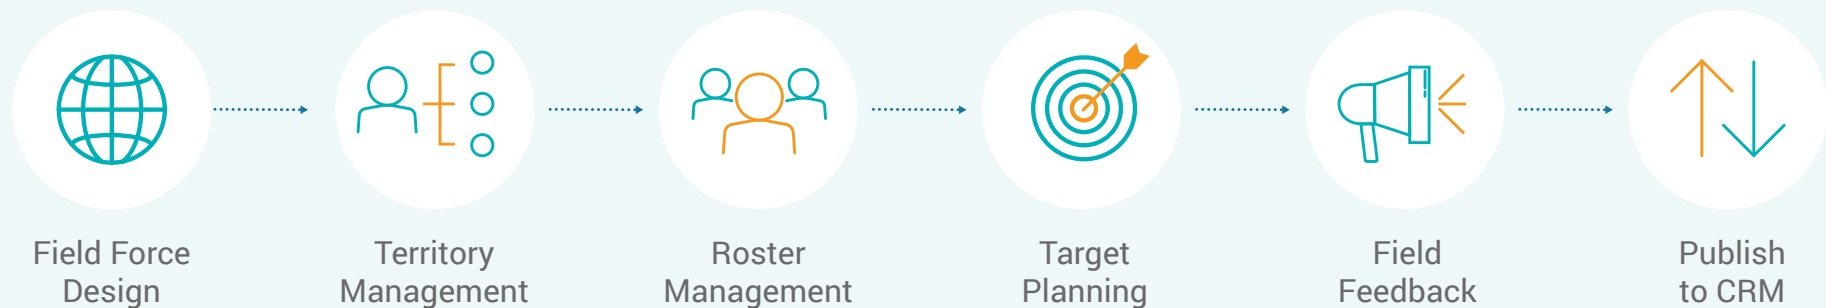 Field Force
Design
Territory
Management
Roster
Management
Target
Planning
Field
Feedback
Publish
to CRM